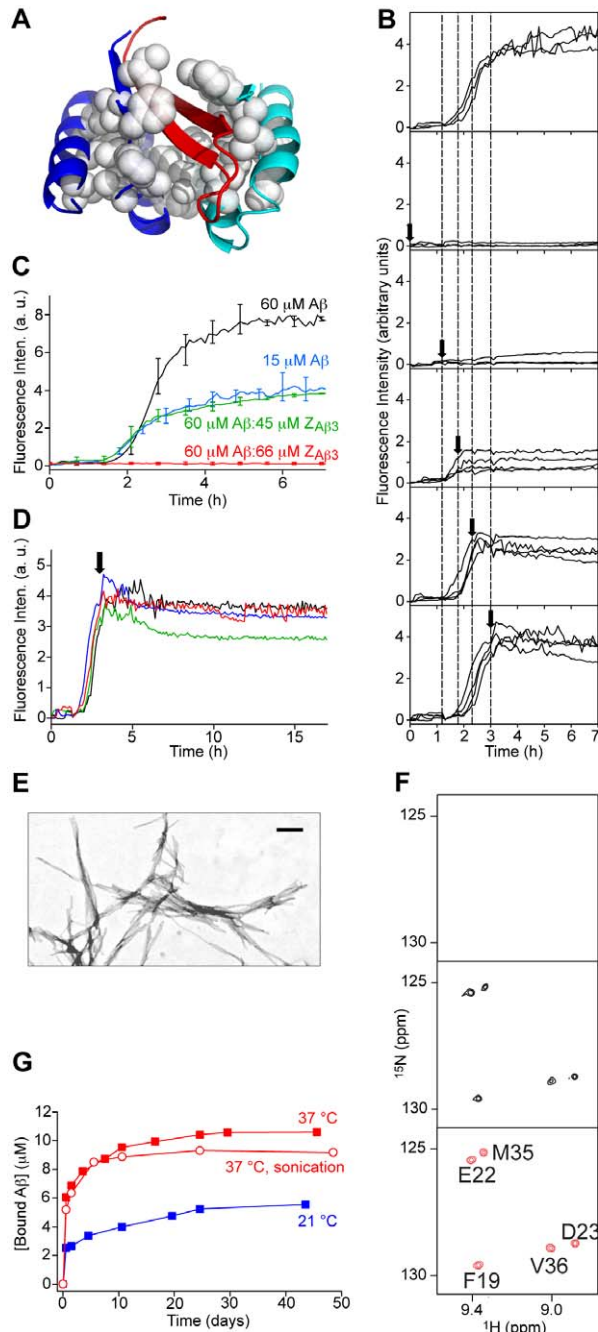 A
B
4
2
0
4
2
0
4
2
0
4
2
0
4
2
0
4
2
0
Fluorescence Intensity (arbitrary units)
0 1 2 3 4 5 6 7
Time (h)
C
Fluorescence Inten. (a. u.)
8
6
4
2
0
60 μM Aβ
15 μM Aβ
60 μM Aβ:45 μM ZAβ3
60 μM Aβ:66 μM ZAβ3
0 2 4 6
Time (h)
D
Fluorescence Inten. (a. u.)
5
4
3
2
1
0
0 5 10 15
Time (h)
E
F
125
130
125
130
125
130
15N (ppm)
M35
E22
D23
V36
F19
9.4 9.0
1H (ppm)
G
[Bound Aβ] (μM)
12
10
8
6
4
2
0
37 °C
37 °C, sonication
21 °C
0 10 20 30 40 50
Time (days)